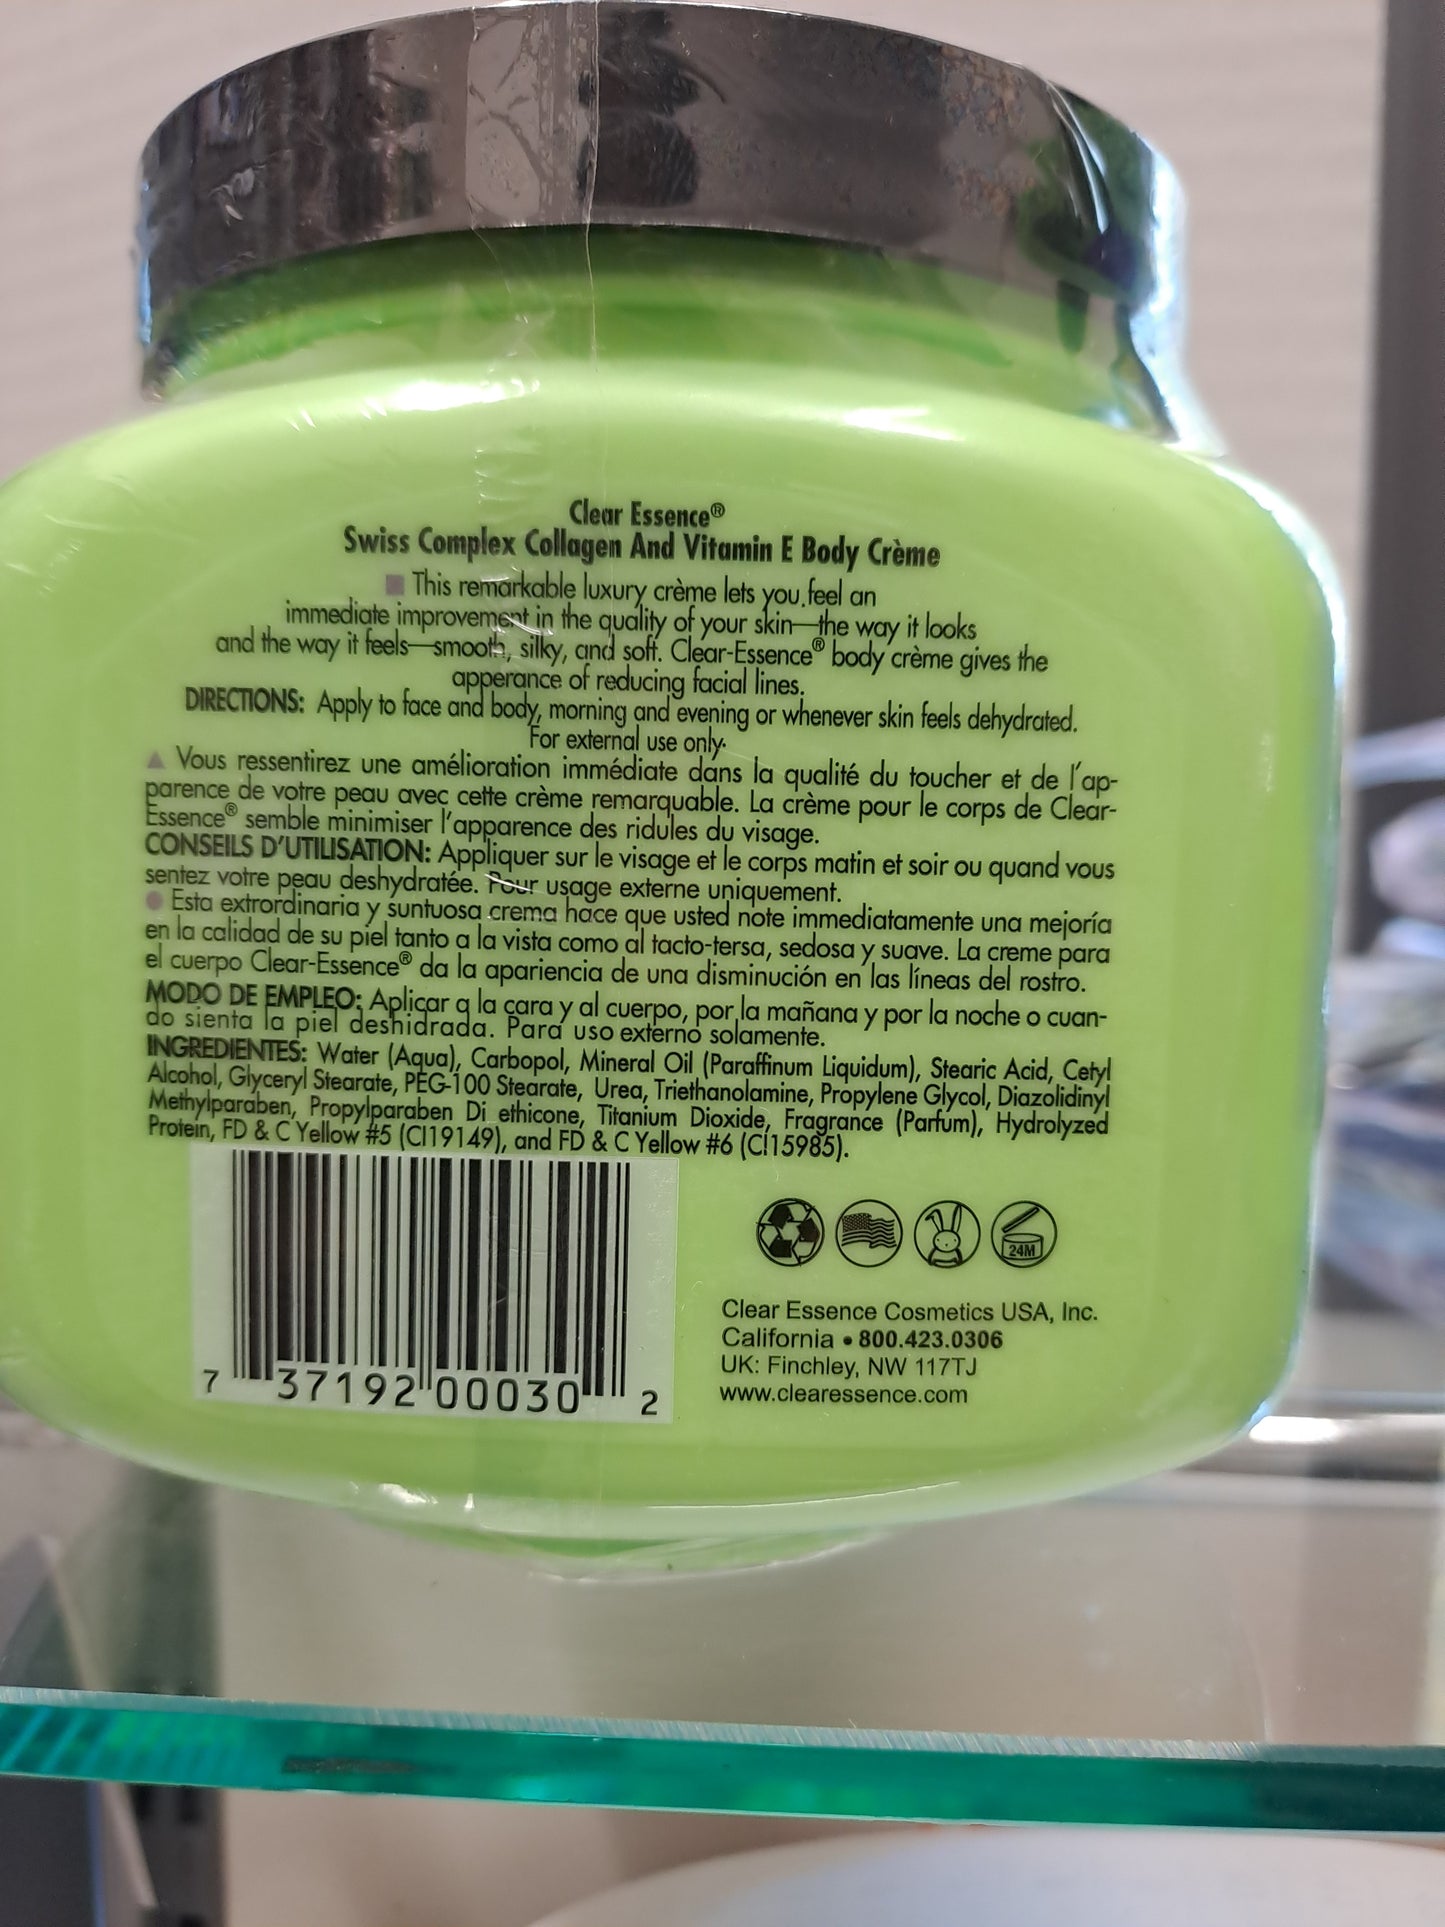 Clear Essence®
Swiss Complex Collagen And Vitamin E Body Crème
This remarkable luxury crème lets you feel an
immediate improvement in the quality of your skin—the way it looks
and the way it feels—smooth, silky, and soft. Clear-Essence® body crème gives the
apperance of reducing facial lines.
DIRECTIONS: Apply to face and body, morning and evening or whenever skin feels dehydrated.
For external use only.
Vous ressentirez une amélioration immédiate dans la qualité du toucher et de l'ap-
parence de votre peau avec cette crème remarquable. La crème pour le corps de Clear-
Essence® semble minimiser l'apparence des ridules du visage.
CONSEILS D'UTILISATION: Appliquer sur le visage et le corps matin et soir ou quand vous
sentez votre peau deshydratée. Pour usage externe uniquement.
Esta extrordinaria y suntuosa crema hace que usted note immediatamente una mejoría
en la calidad de su piel tanto a la vista como al tacto-tersa, sedosa y suave. La creme para
el cuerpo Clear-Essence® da la apariencia de una disminución en las líneas del rostro.
MODO DE EMPLEO: Aplicar a la cara y al cuerpo, por la mañana y por la noche o cuan-
do sienta la piel deshidrada. Para uso externo solamente.
INGREDIENTES: Water (Aqua), Carbopol, Mineral Oil (Paraffinum Liquidum), Stearic Acid, Cetyl
Alcohol, Glyceryl Stearate, PEG-100 Stearate, Urea, Triethanolamine, Propylene Glycol, Diazolidinyl
Methylparaben, Propylparaben Di ethicone, Titanium Dioxide, Fragrance (Parfum), Hydrolyzed
Protein, FD & C Yellow #5 (CI19149), and FD & C Yellow #6 (CI15985).
24M
Clear Essence Cosmetics USA, Inc.
California • 800.423.0306
UK: Finchley, NW 117TJ
www.clearessence.com
7 37192 00030 2